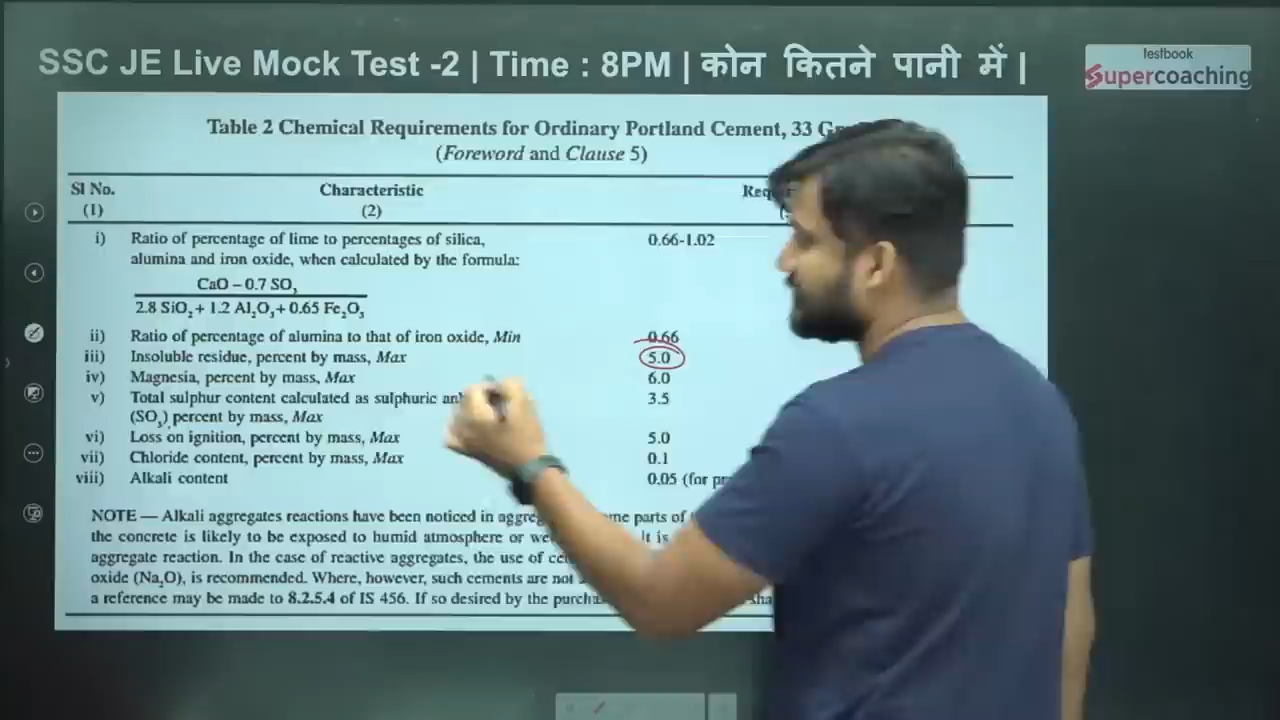 SSC JE Live Mock Test -2 | Time : 8PM | कोन कितने पानी में |
testbook
Supercoaching
Table 2 Chemical Requirements for Ordinary Portland Cement, 33
(Foreword and Clause 5)
Sl No. Characteristic
(1) (2)
i) Ratio of percentage of lime to percentages of silica, 0.66-1.02
alumina and iron oxide, when calculated by the formula:
CaO – 0.7 SO₃
2.8 SiO₂ + 1.2 Al₂O₃ + 0.65 Fe₂O₃
ii) Ratio of percentage of alumina to that of iron oxide, Min 0.66
iii) Insoluble residue, percent by mass, Max 5.0
iv) Magnesia, percent by mass, Max 6.0
v) Total sulphur content calculated as sulphuric 3.5
(SO₃) percent by mass, Max
vi) Loss on ignition, percent by mass, Max 5.0
vii) Chloride content, percent by mass, Max 0.1
viii) Alkali content 0.05 (for
NOTE — Alkali aggregates reactions have been noticed in parts of
the concrete is likely to be exposed to humid atmosphere or It is
aggregate reaction. In the case of reactive aggregates, the use of
oxide (Na₂O), is recommended. Where, however, such cements are not
a reference may be made to 8.2.5.4 of IS 456. If so desired by the